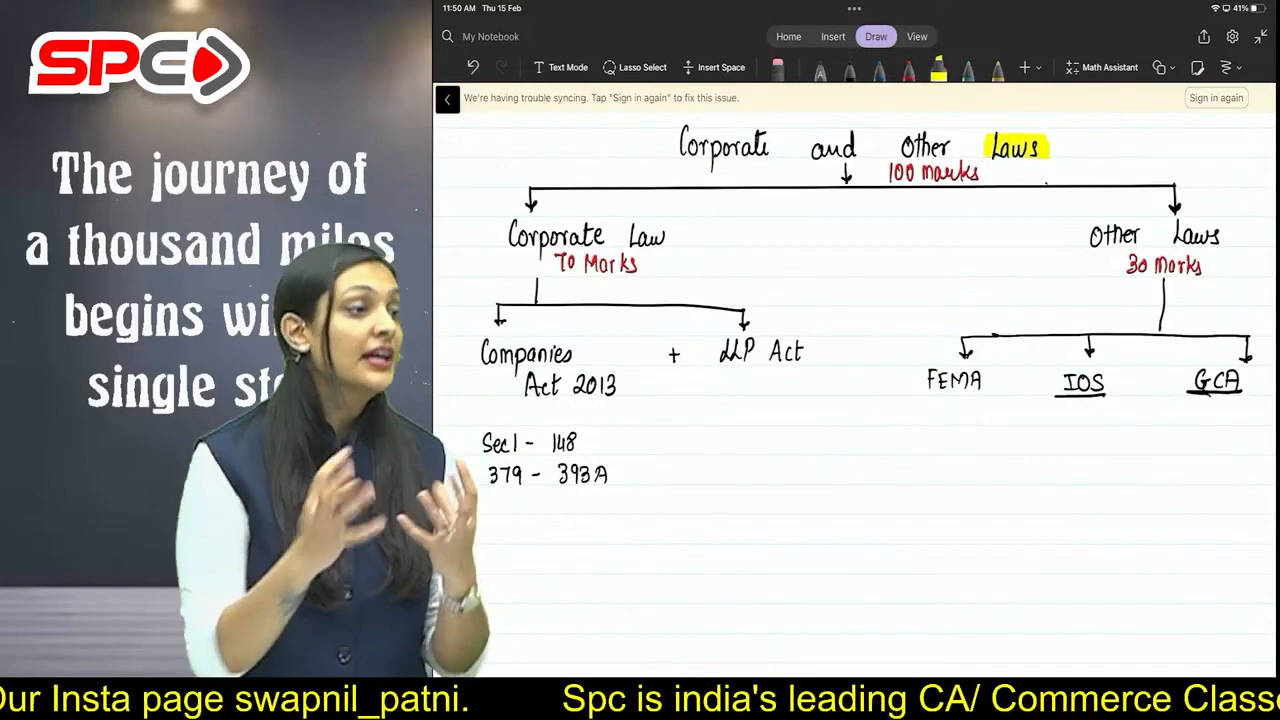 SPC
The journey of
a thousand miles
begins wi
single st
11:50 AM Thu 15 Feb
41%
My Notebook
Home Insert Draw View
Text Mode Lasso Select Insert Space Math Assistant
We're having trouble syncing. Tap "Sign in again" to fix this issue. Sign in again
Corporate and Other Laws
100 Marks
Corporate Law
70 Marks
Other Laws
30 Marks
Companies + LLP Act
Act 2013
FEMA IOS GCA
Sec 1 - 148
379 - 393A
Our Insta page swapnil_patni. Spc is india's leading CA/ Commerce Classe